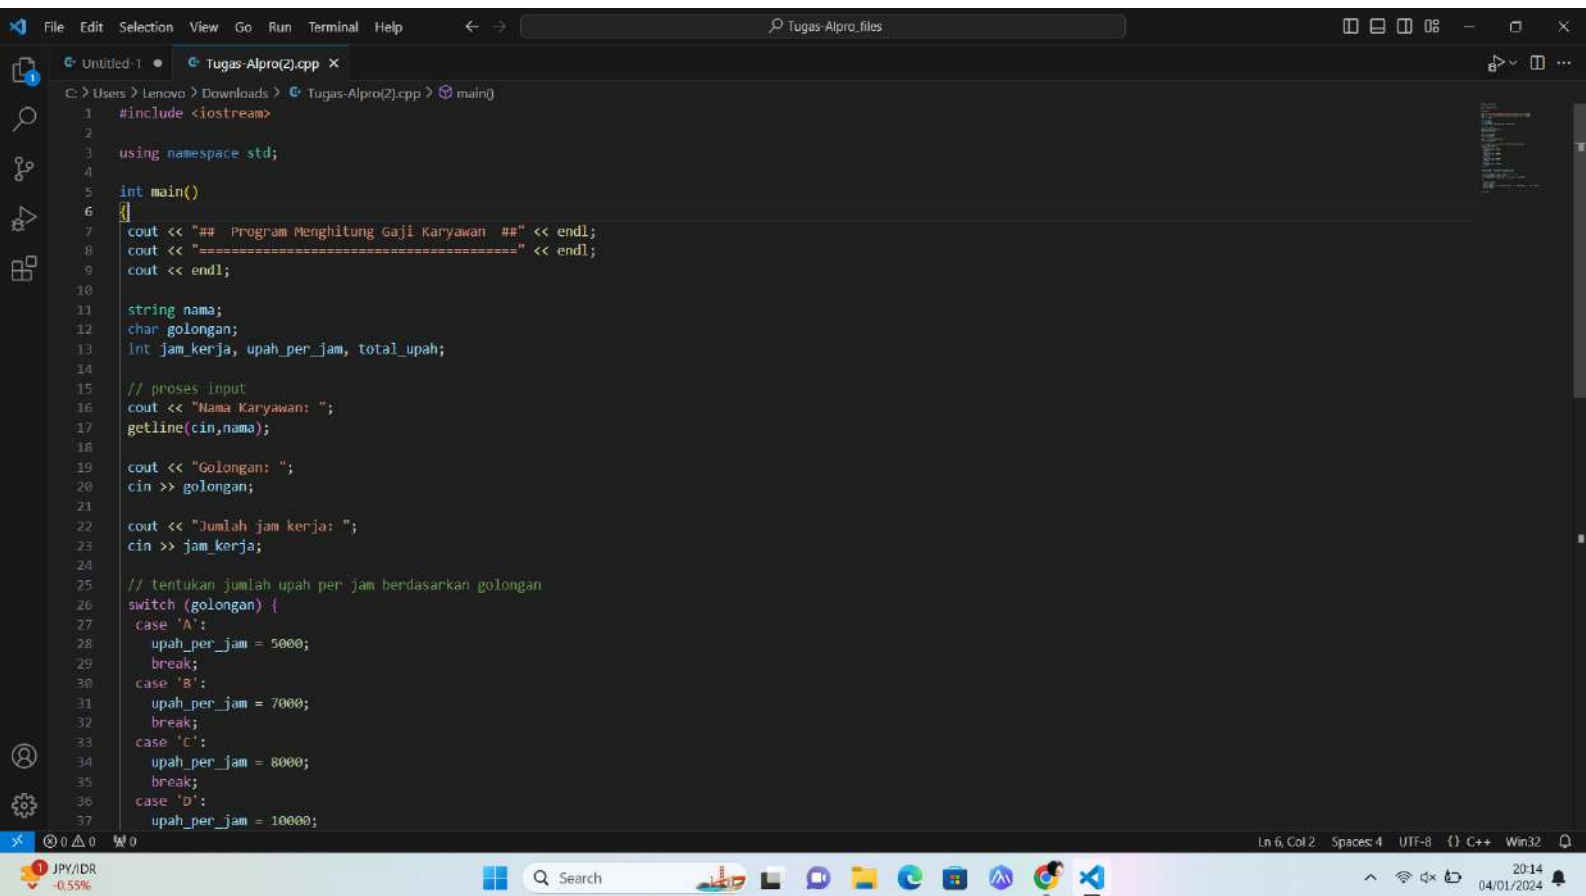 File Edit Selection View Go Run Terminal Help
Tugas-Alpro_files
Untitled-1
Tugas-Alpro(2).cpp
C: > Users > Lenovo > Downloads > Tugas-Alpro(2).cpp > main()
1 #include <iostream>
2
3 using namespace std;
4
5 int main()
6 {
7 cout << "##  Program Menghitung Gaji Karyawan  ##" << endl;
8 cout << "========================================" << endl;
9 cout << endl;
10
11 string nama;
12 char golongan;
13 int jam_kerja, upah_per_jam, total_upah;
14
15 // proses input
16 cout << "Nama Karyawan: ";
17 getline(cin,nama);
18
19 cout << "Golongan: ";
20 cin >> golongan;
21
22 cout << "Jumlah jam kerja: ";
23 cin >> jam_kerja;
24
25 // tentukan jumlah upah per jam berdasarkan golongan
26 switch (golongan) {
27 case 'A':
28 upah_per_jam = 5000;
29 break;
30 case 'B':
31 upah_per_jam = 7000;
32 break;
33 case 'C':
34 upah_per_jam = 8000;
35 break;
36 case 'D':
37 upah_per_jam = 10000;
0 0 0
Ln 6, Col 2 Spaces: 4 UTF-8 {} C++ Win32
1
JPY/IDR
-0,55%
Search
20:14
04/01/2024